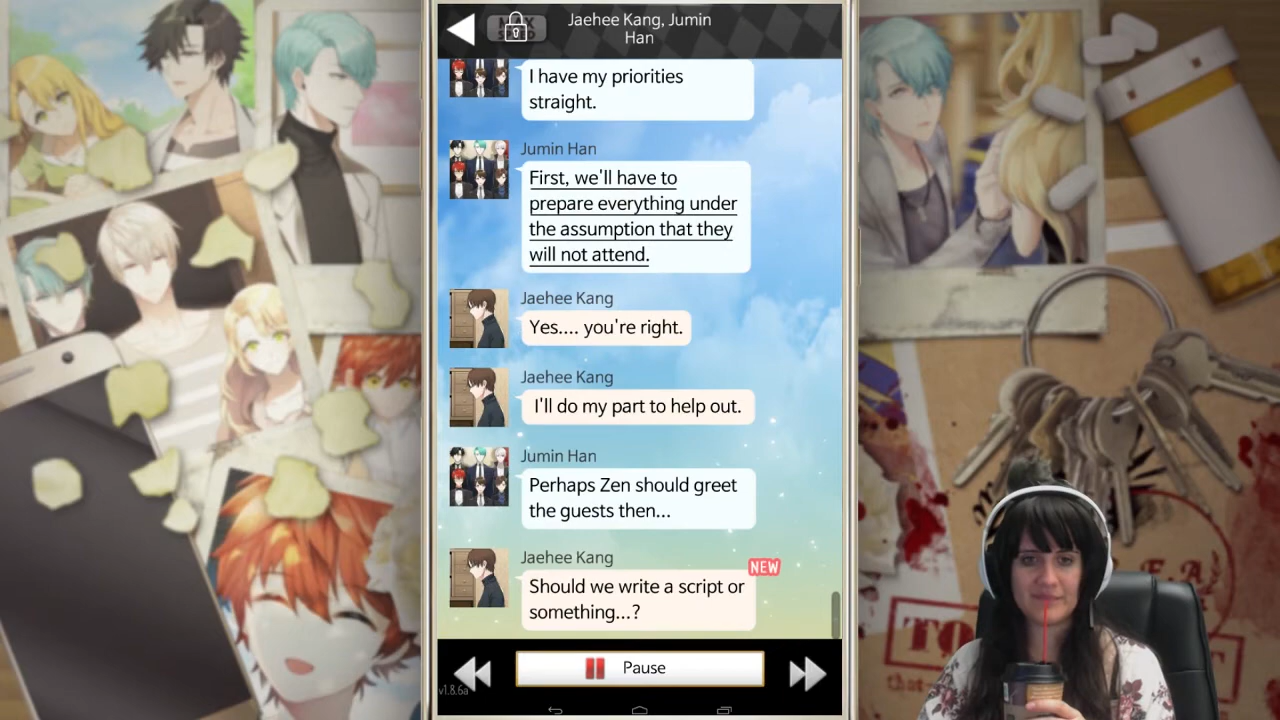 Jaehee Kang, Jumin
Han
I have my priorities
straight.
Jumin Han
First, we'll have to
prepare everything under
the assumption that they
will not attend.
Jaehee Kang
Yes.... you're right.
Jaehee Kang
I'll do my part to help out.
Jumin Han
Perhaps Zen should greet
the guests then...
Jaehee Kang
NEW
Should we write a script or
something...?
Pause
v1.8.6a